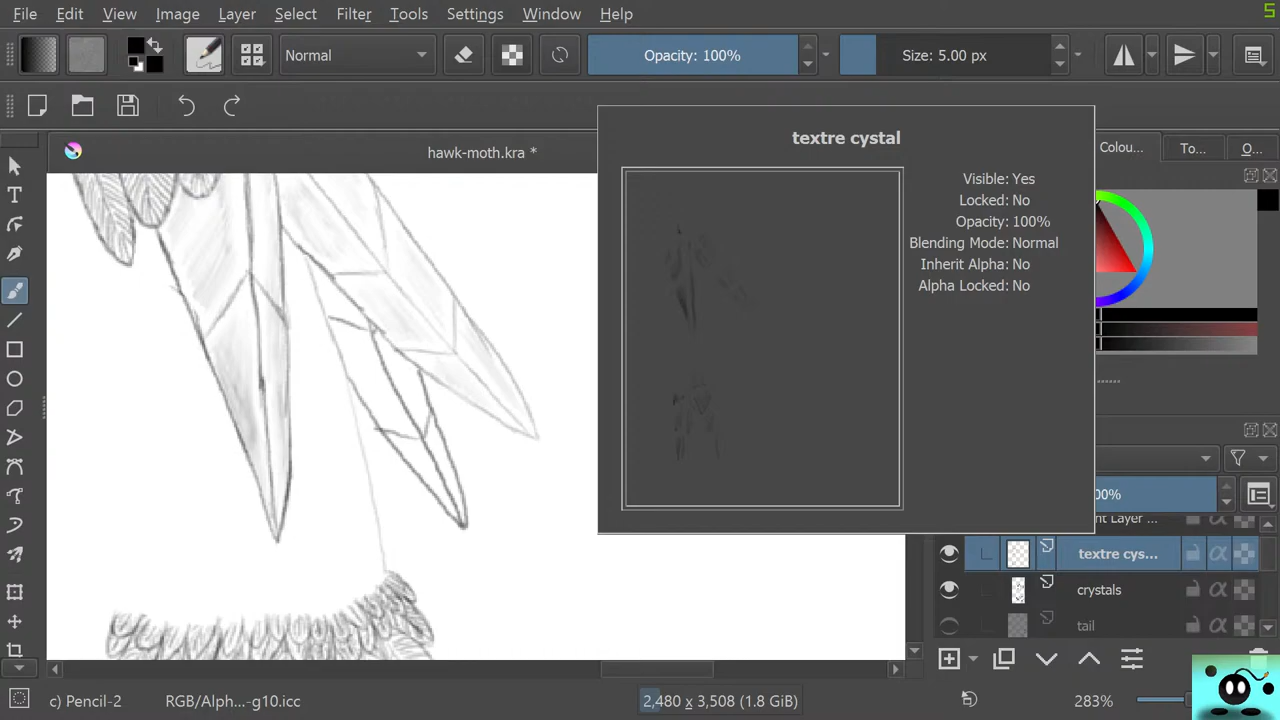 File Edit View Image Layer Select Filter Tools Settings Window Help
5
Normal
Opacity: 100%
Size: 5.00 px
hawk-moth.kra *
textre cystal
Colou...
To...
O...
Visible: Yes
Locked: No
Opacity: 100%
Blending Mode: Normal
Inherit Alpha: No
Alpha Locked: No
00%
nt Layer ...
textre cys...
crystals
tail
c) Pencil-2
RGB/Alph...-g10.icc
2,480 x 3,508 (1.8 GiB)
283%